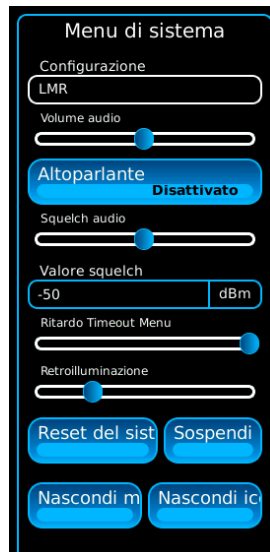 Menu di sistema
Configurazione
LMR
Volume audio
Altoparlante
Disattivato
Squelch audio
Valore squelch
-50 dBm
Ritardo Timeout Menu
Retroilluminazione
Reset del sist Sospendi
Nascondi m Nascondi ico